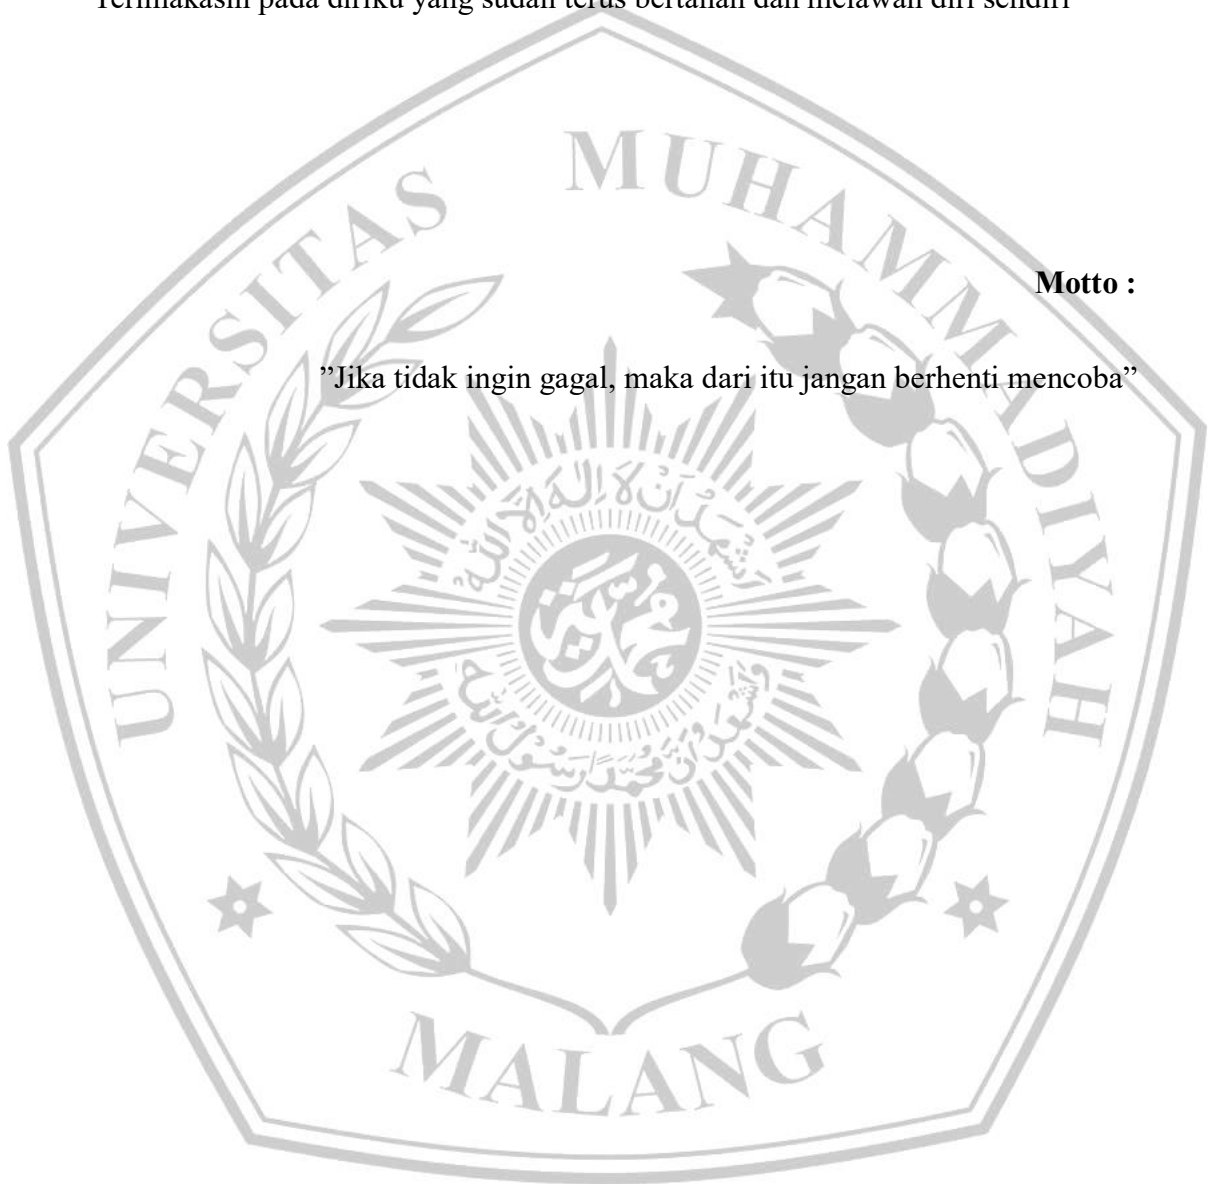 Terimakasih pada diriku yang sudah terus bertahan dan melawan diri sendiri
UNIVERSITAS MUHAMMADIYAH
Motto :
”Jika tidak ingin gagal, maka dari itu jangan berhenti mencoba”
MALANG